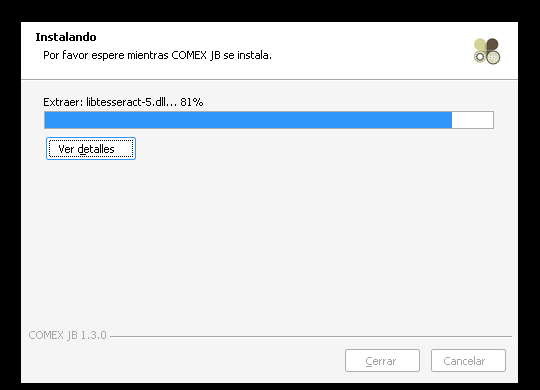 Instalando
Por favor espere mientras COMEX JB se instala.
Extraer: libtesseract-5.dll... 81%
Ver detalles
COMEX JB 1.3.0
Cerrar
Cancelar